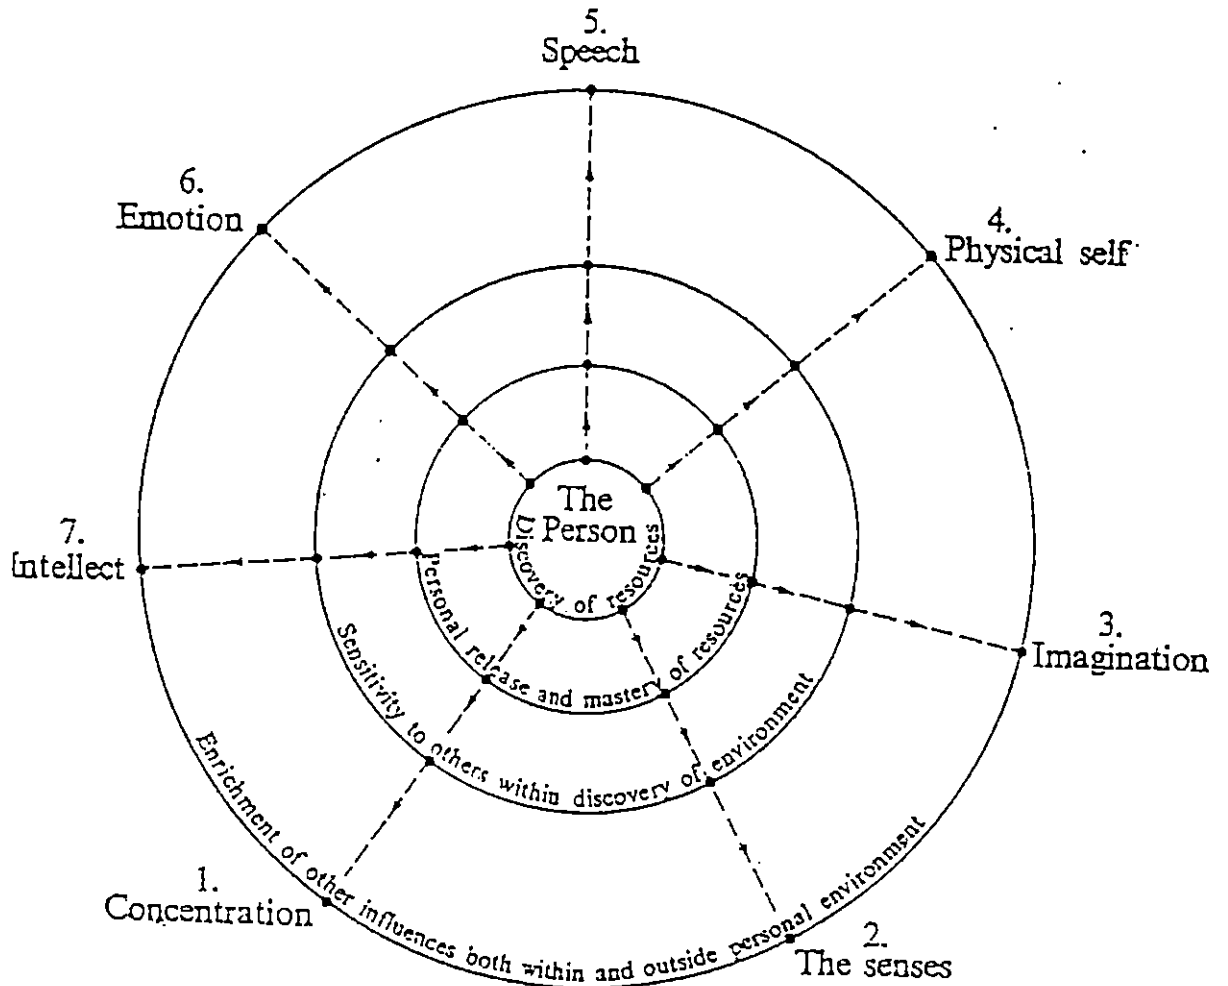 5.
Speech
6.
Emotion
4.
Physical self
The
Person
7.
Intellect
3.
Imagination
Discovery of resources
Personal release and mastery of resources
Sensitivity to others within discovery of environment
Enrichment of other influences both within and outside personal environment
1.
Concentration
2.
The senses